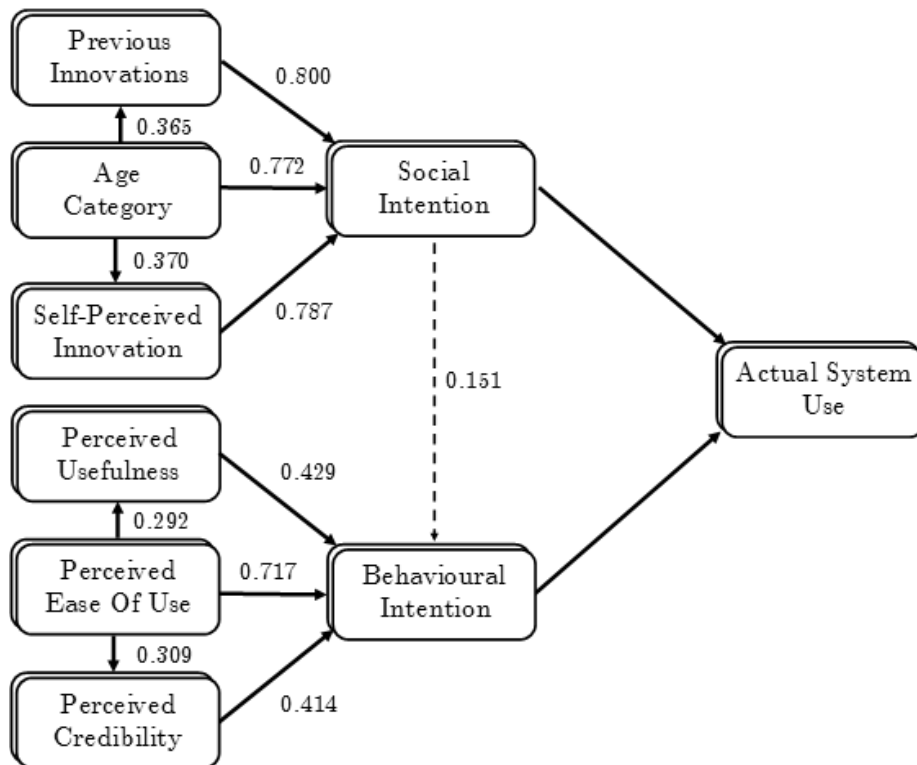 Previous
Innovations
0.800
0.365
Age
Category
0.772
Social
Intention
0.370
Self-Perceived
Innovation
0.787
0.151
Actual System
Use
Perceived
Usefulness
0.429
0.292
Perceived
Ease Of Use
0.717
Behavioural
Intention
0.309
Perceived
Credibility
0.414